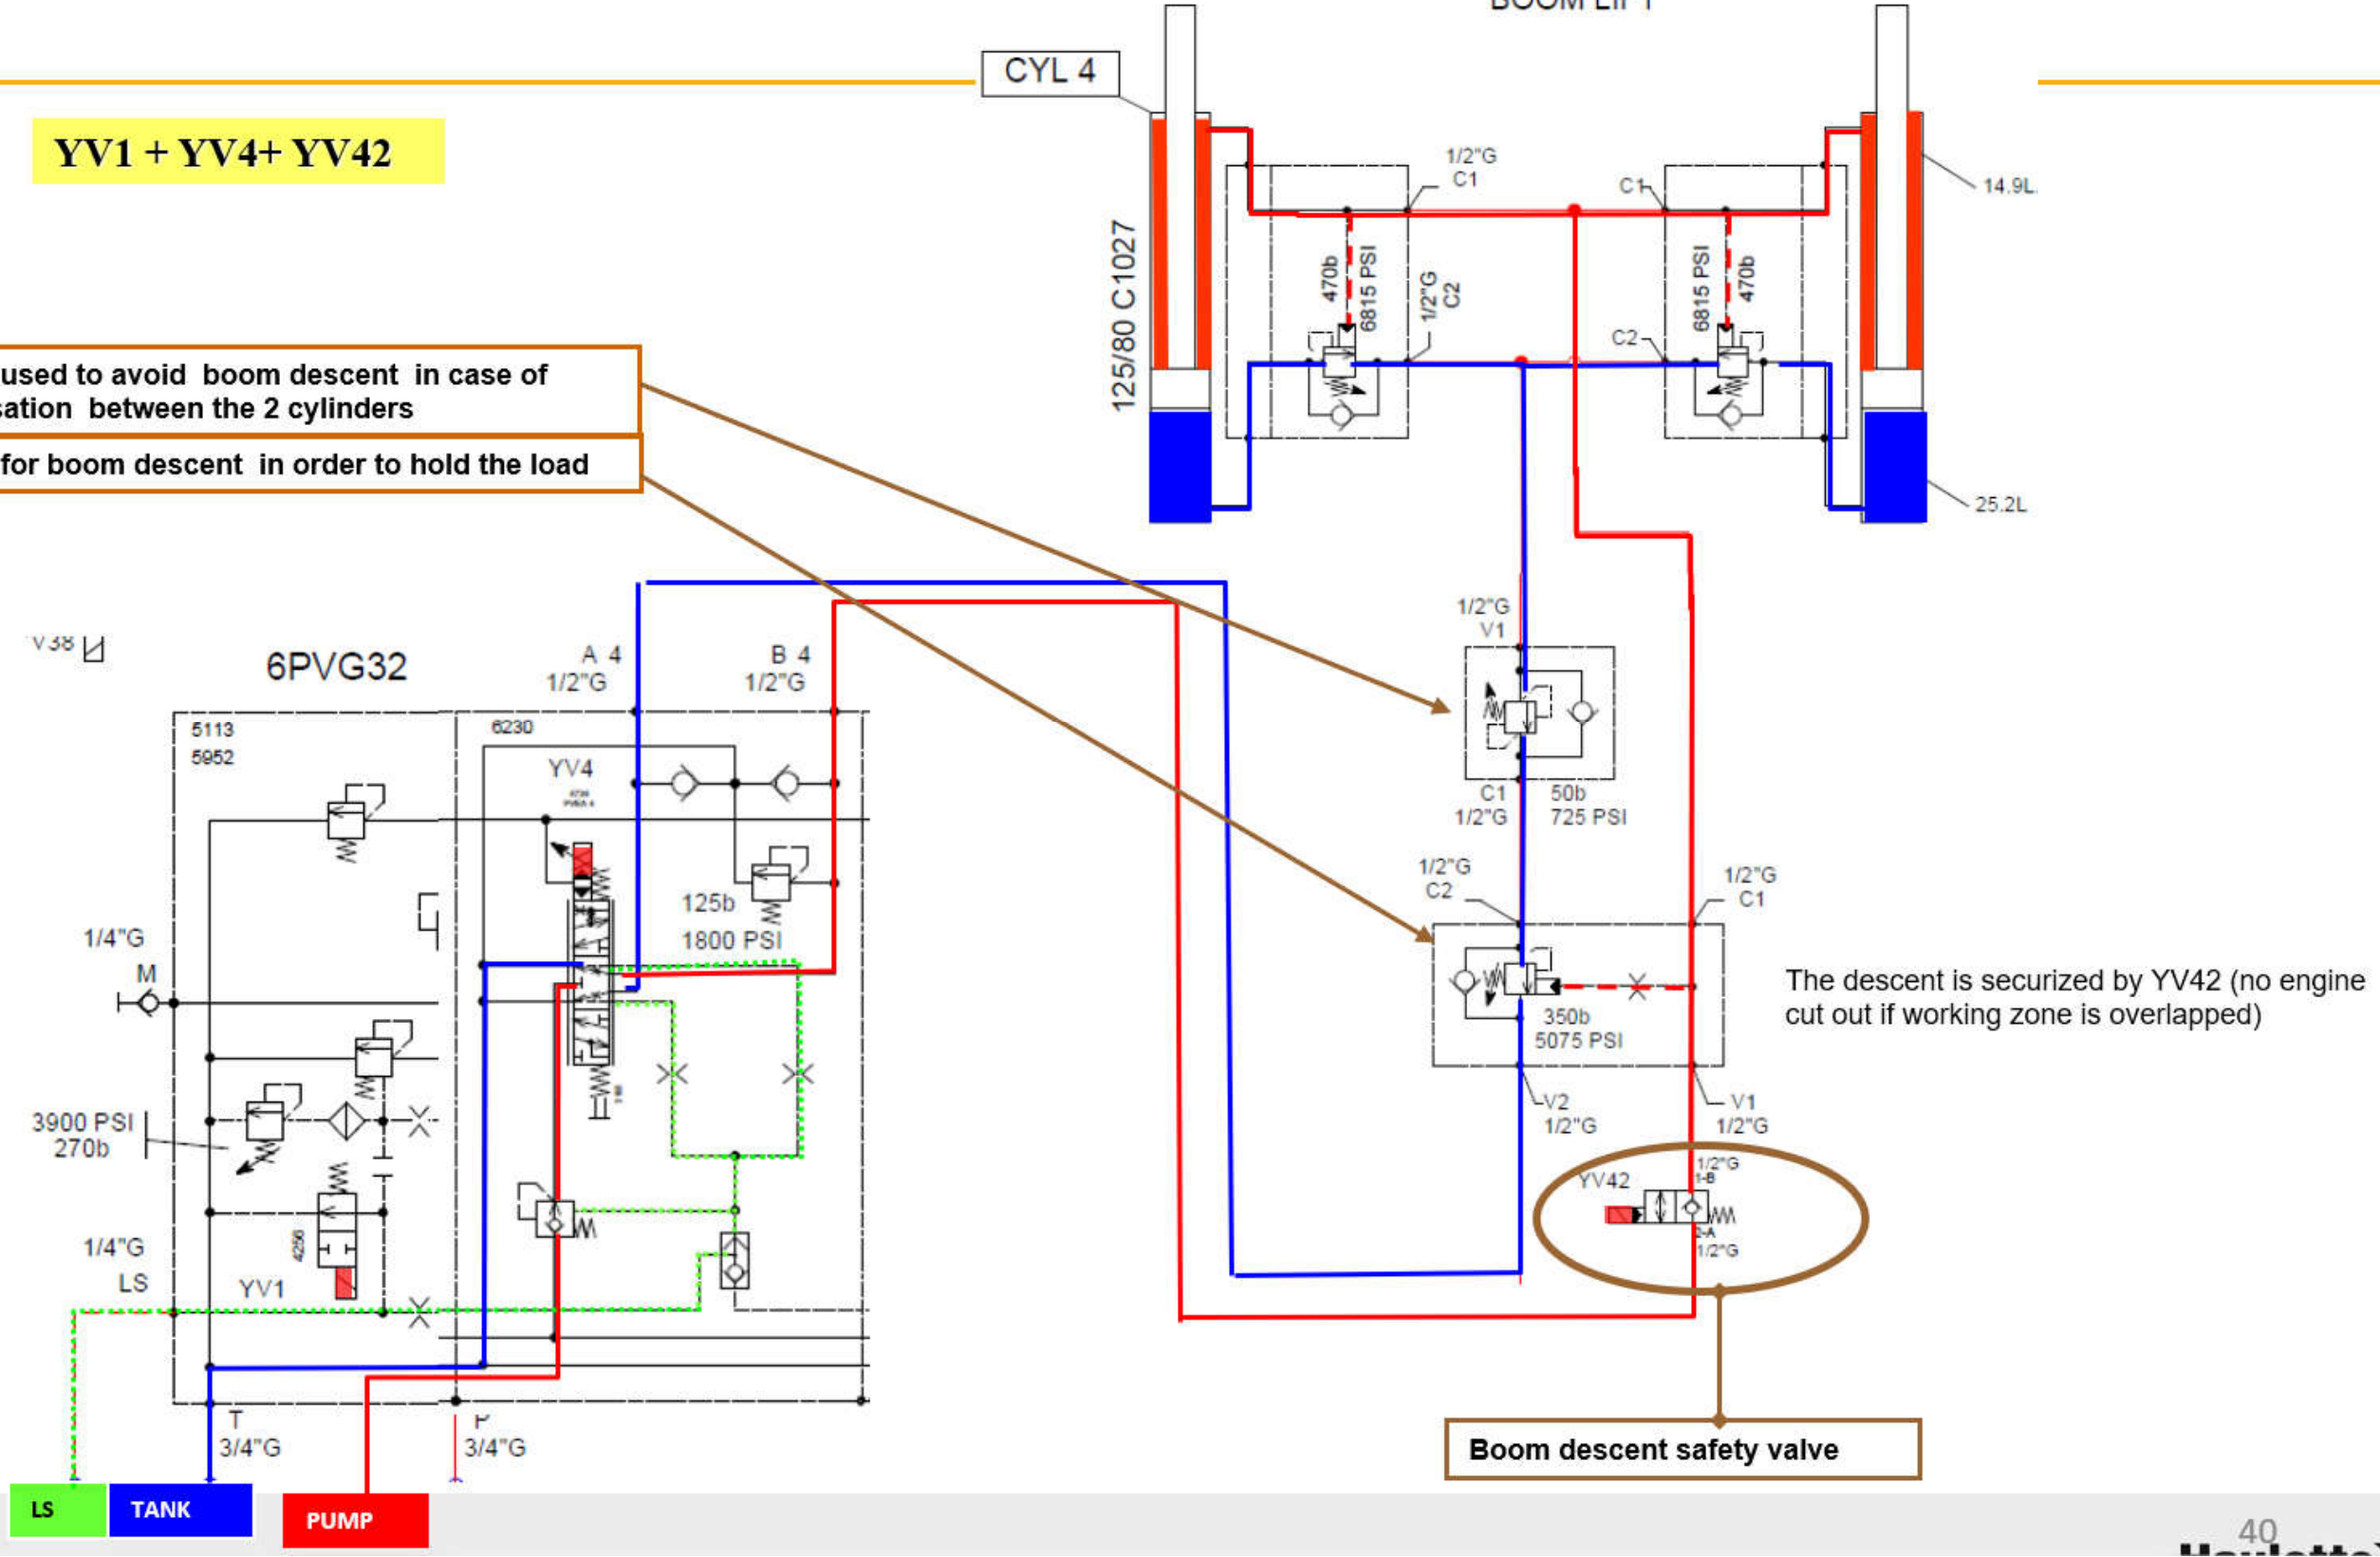 CYL 4
YV1 + YV4+ YV42
1/2"G
C1
C1
14.9L.
125/80 C1027
470b
6815 PSI
1/2"G
C2
6815 PSI
470b
C2
25.2L
used to avoid boom descent in case of
sation between the 2 cylinders
for boom descent in order to hold the load
1/2"G
V1
V38
6PVG32
A 4
1/2"G
B 4
1/2"G
5113
5952
6230
YV4
C1
1/2"G
50b
725 PSI
1/2"G
C2
1/2"G
C1
125b
1800 PSI
1/4"G
M
The descent is securized by YV42 (no engine
cut out if working zone is overlapped)
350b
5075 PSI
V2
1/2"G
V1
1/2"G
3900 PSI
270b
1/2"G
1-B
YV42
2-A
1/2"G
4256
1/4"G
LS
YV1
T
3/4"G
P
3/4"G
Boom descent safety valve
LS
TANK
PUMP
40